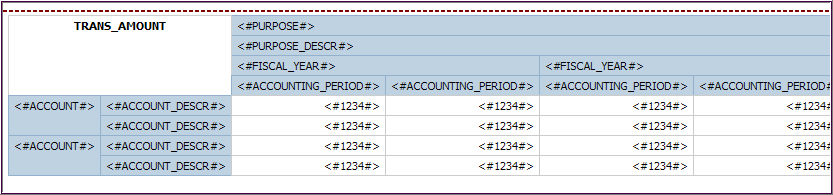 TRANS_AMOUNT <#PURPOSE#>
<#PURPOSE_DESCR#>
<#FISCAL_YEAR#> <#FISCAL_YEAR#>
<#ACCOUNTING_PERIOD#> <#ACCOUNTING_PERIOD#> <#ACCOUNTING_PERIOD#> <#ACCOUNTING_PERIOD#
<#ACCOUNT#> <#ACCOUNT_DESCR#> <#1234#> <#1234#> <#1234#> <#1234#
<#ACCOUNT_DESCR#> <#1234#> <#1234#> <#1234#> <#1234#
<#ACCOUNT#> <#ACCOUNT_DESCR#> <#1234#> <#1234#> <#1234#> <#1234#
<#ACCOUNT_DESCR#> <#1234#> <#1234#> <#1234#> <#1234#